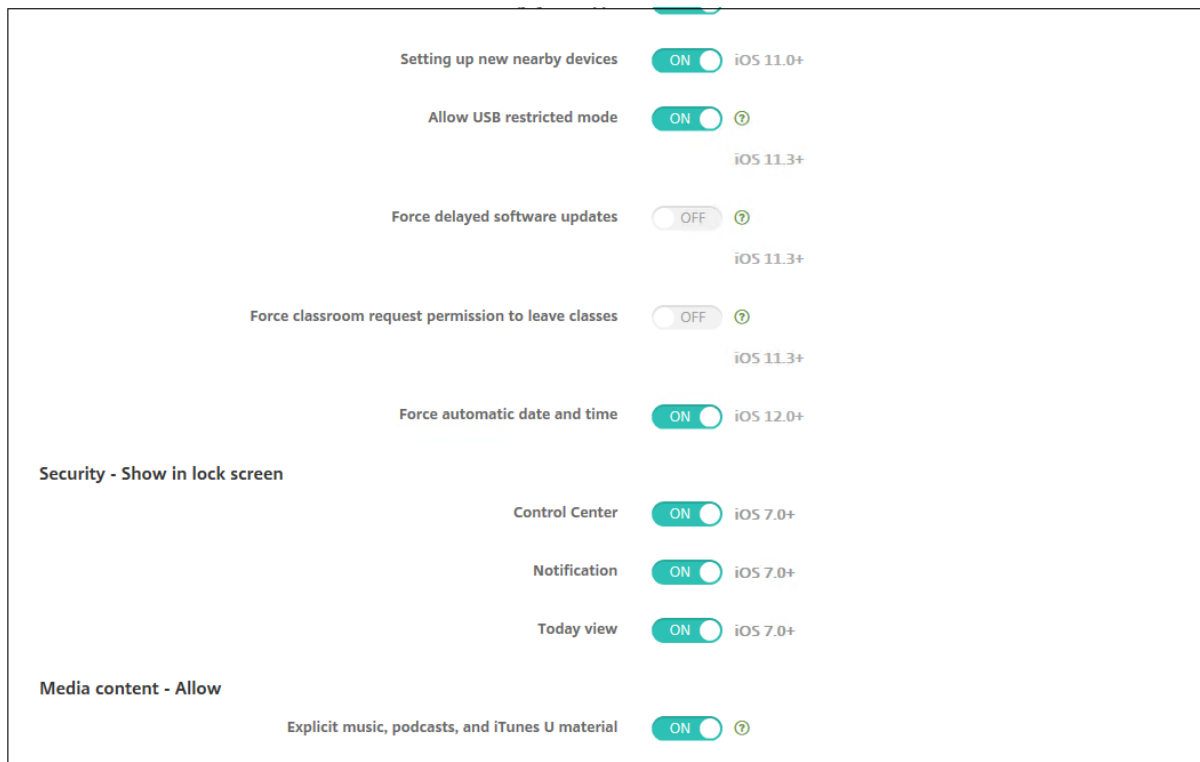 Setting up new nearby devices ON iOS 11.0+
Allow USB restricted mode ON ?
iOS 11.3+
Force delayed software updates OFF ?
iOS 11.3+
Force classroom request permission to leave classes OFF ?
iOS 11.3+
Force automatic date and time ON iOS 12.0+
Security - Show in lock screen
Control Center ON iOS 7.0+
Notification ON iOS 7.0+
Today view ON iOS 7.0+
Media content - Allow
Explicit music, podcasts, and iTunes U material ON ?